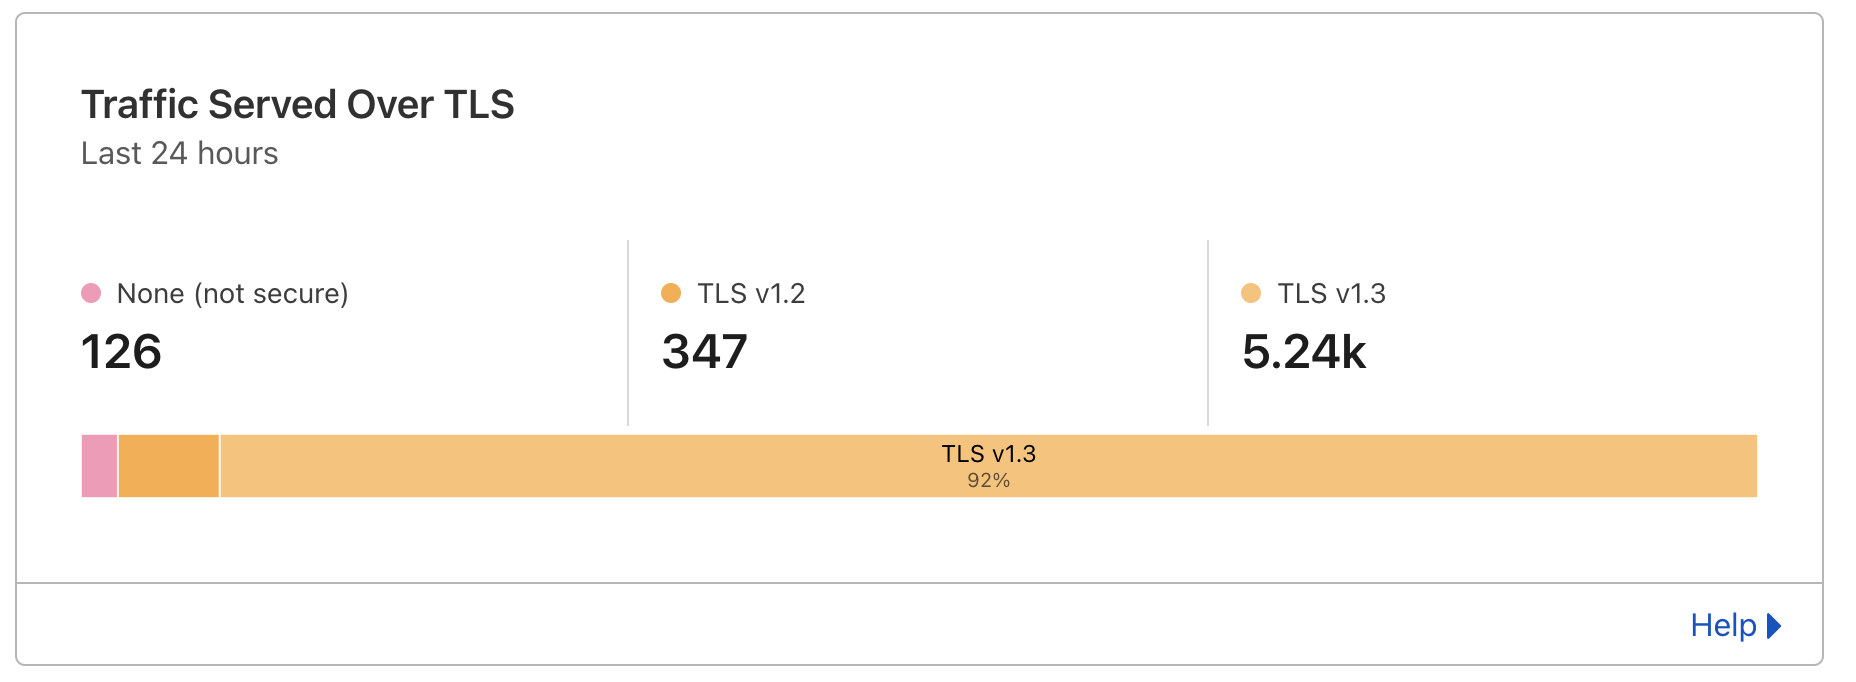 Traffic Served Over TLS
Last 24 hours
None (not secure)
126
TLS v1.2
347
TLS v1.3
5.24k
TLS v1.3
92%
Help